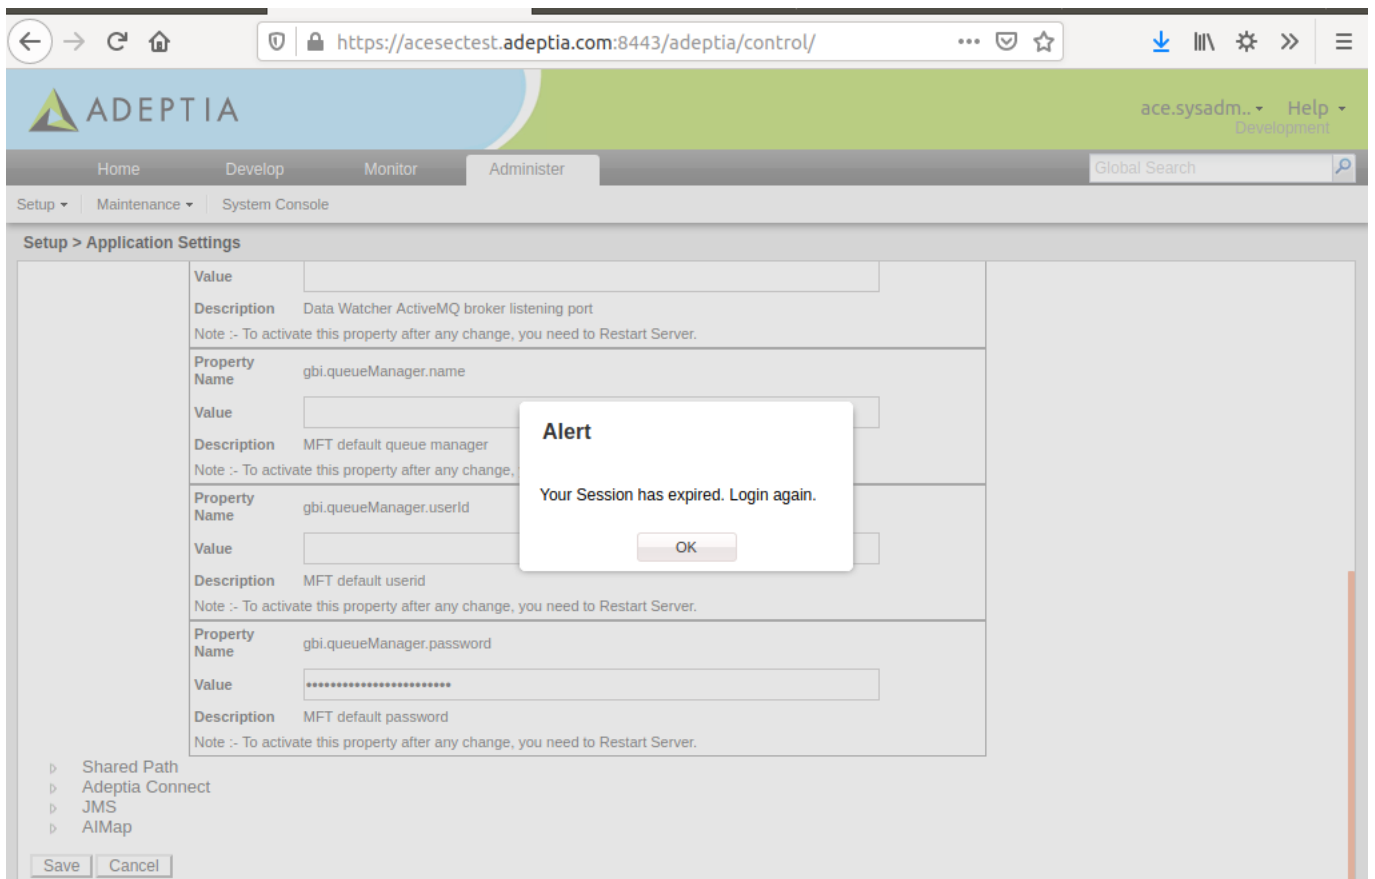 https://acesectest.adeptia.com:8443/adeptia/control/
ADEPTIA
ace.sysadm.. Help
Development
Home Develop Monitor Administer Global Search
Setup Maintenance System Console
Setup > Application Settings
Value
Description Data Watcher ActiveMQ broker listening port
Note :- To activate this property after any change, you need to Restart Server.
Property Name gbi.queueManager.name
Value
Description MFT default queue manager
Note :- To activate this property after any change,
Property Name gbi.queueManager.userId
Value
Description MFT default userid
Note :- To activate this property after any change, you need to Restart Server.
Property Name gbi.queueManager.password
Value
Description MFT default password
Note :- To activate this property after any change, you need to Restart Server.
Alert
Your Session has expired. Login again.
OK
Shared Path
Adeptia Connect
JMS
AIMap
Save Cancel